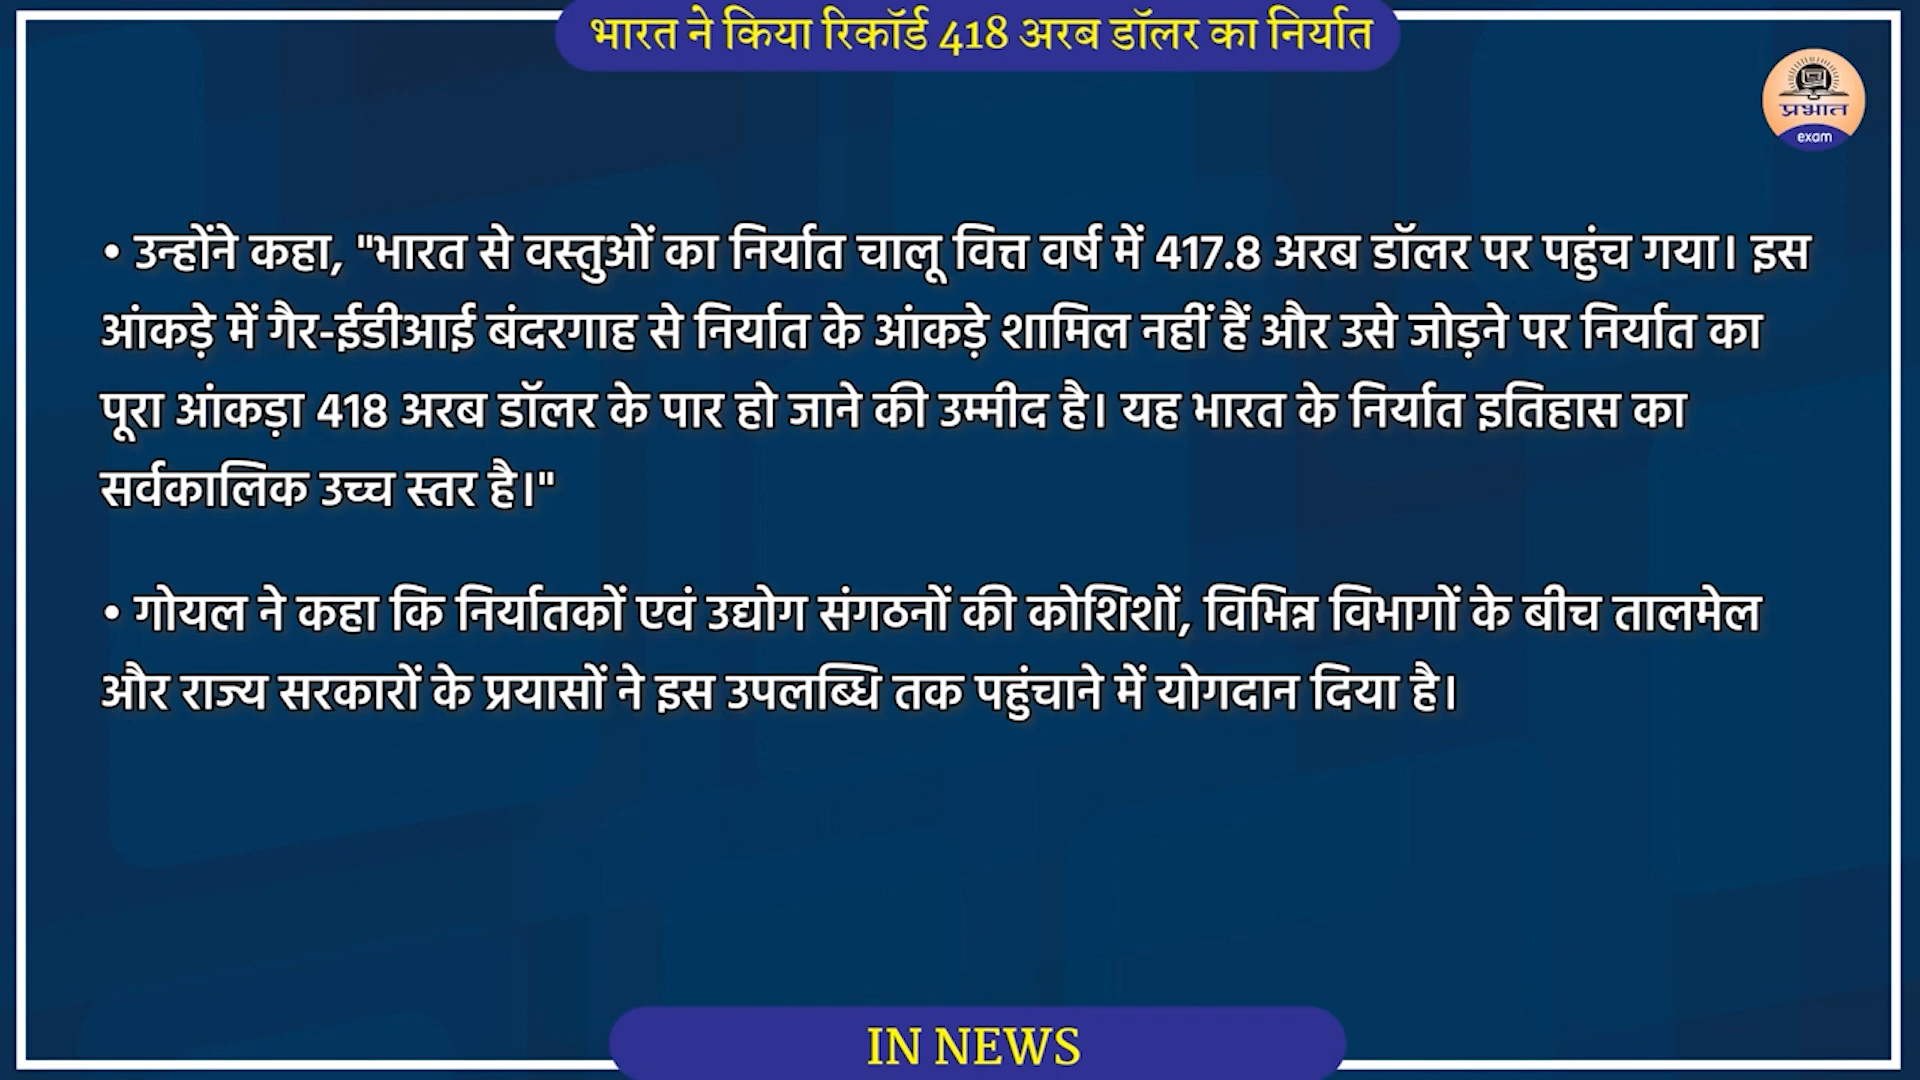 भारत ने किया रिकॉर्ड 418 अरब डॉलर का निर्यात
प्रभात
exam
• उन्होंने कहा, "भारत से वस्तुओं का निर्यात चालू वित्त वर्ष में 417.8 अरब डॉलर पर पहुंच गया। इस
आंकड़े में गैर-ईडीआई बंदरगाह से निर्यात के आंकड़े शामिल नहीं हैं और उसे जोड़ने पर निर्यात का
पूरा आंकड़ा 418 अरब डॉलर के पार हो जाने की उम्मीद है। यह भारत के निर्यात इतिहास का
सर्वकालिक उच्च स्तर है।"
• गोयल ने कहा कि निर्यातकों एवं उद्योग संगठनों की कोशिशों, विभिन्न विभागों के बीच तालमेल
और राज्य सरकारों के प्रयासों ने इस उपलब्धि तक पहुंचाने में योगदान दिया है।
IN NEWS